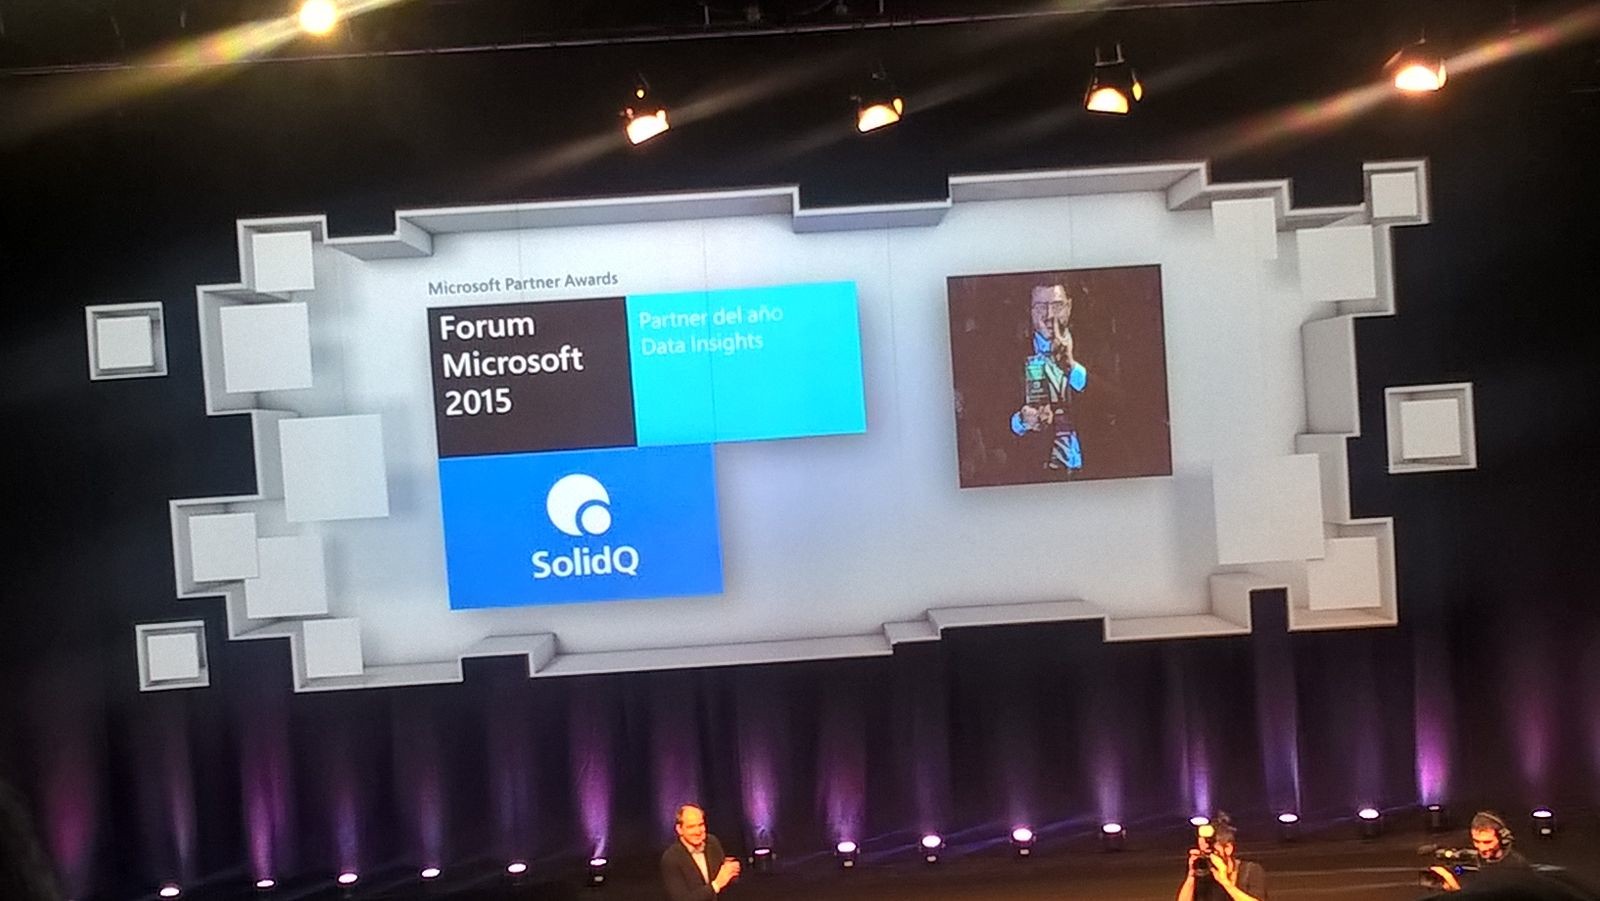 Microsoft Partner Awards
Forum
Microsoft
2015
Partner del año
Data Insights
SolidQ